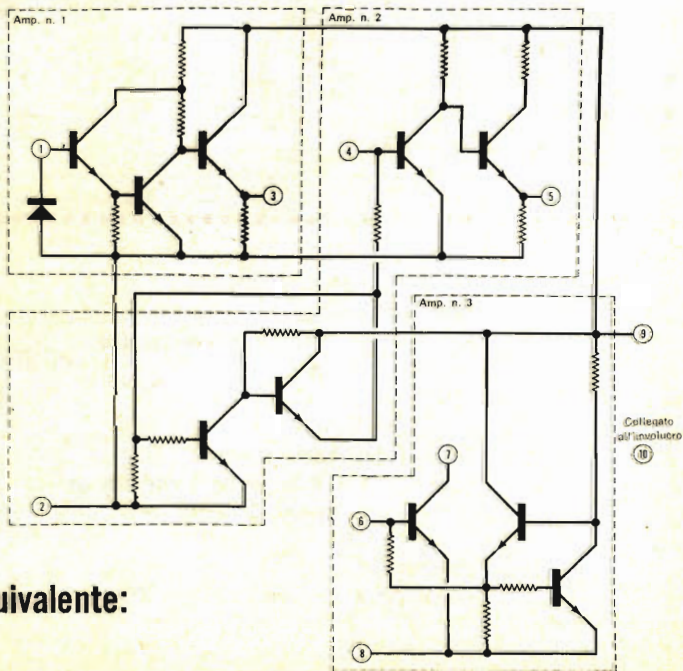 Amp. n. 1
Amp. n. 2
1
3
4
5
Amp. n. 3
9
Collegato
all'involucro
10
7
2
6
8
uivalente: